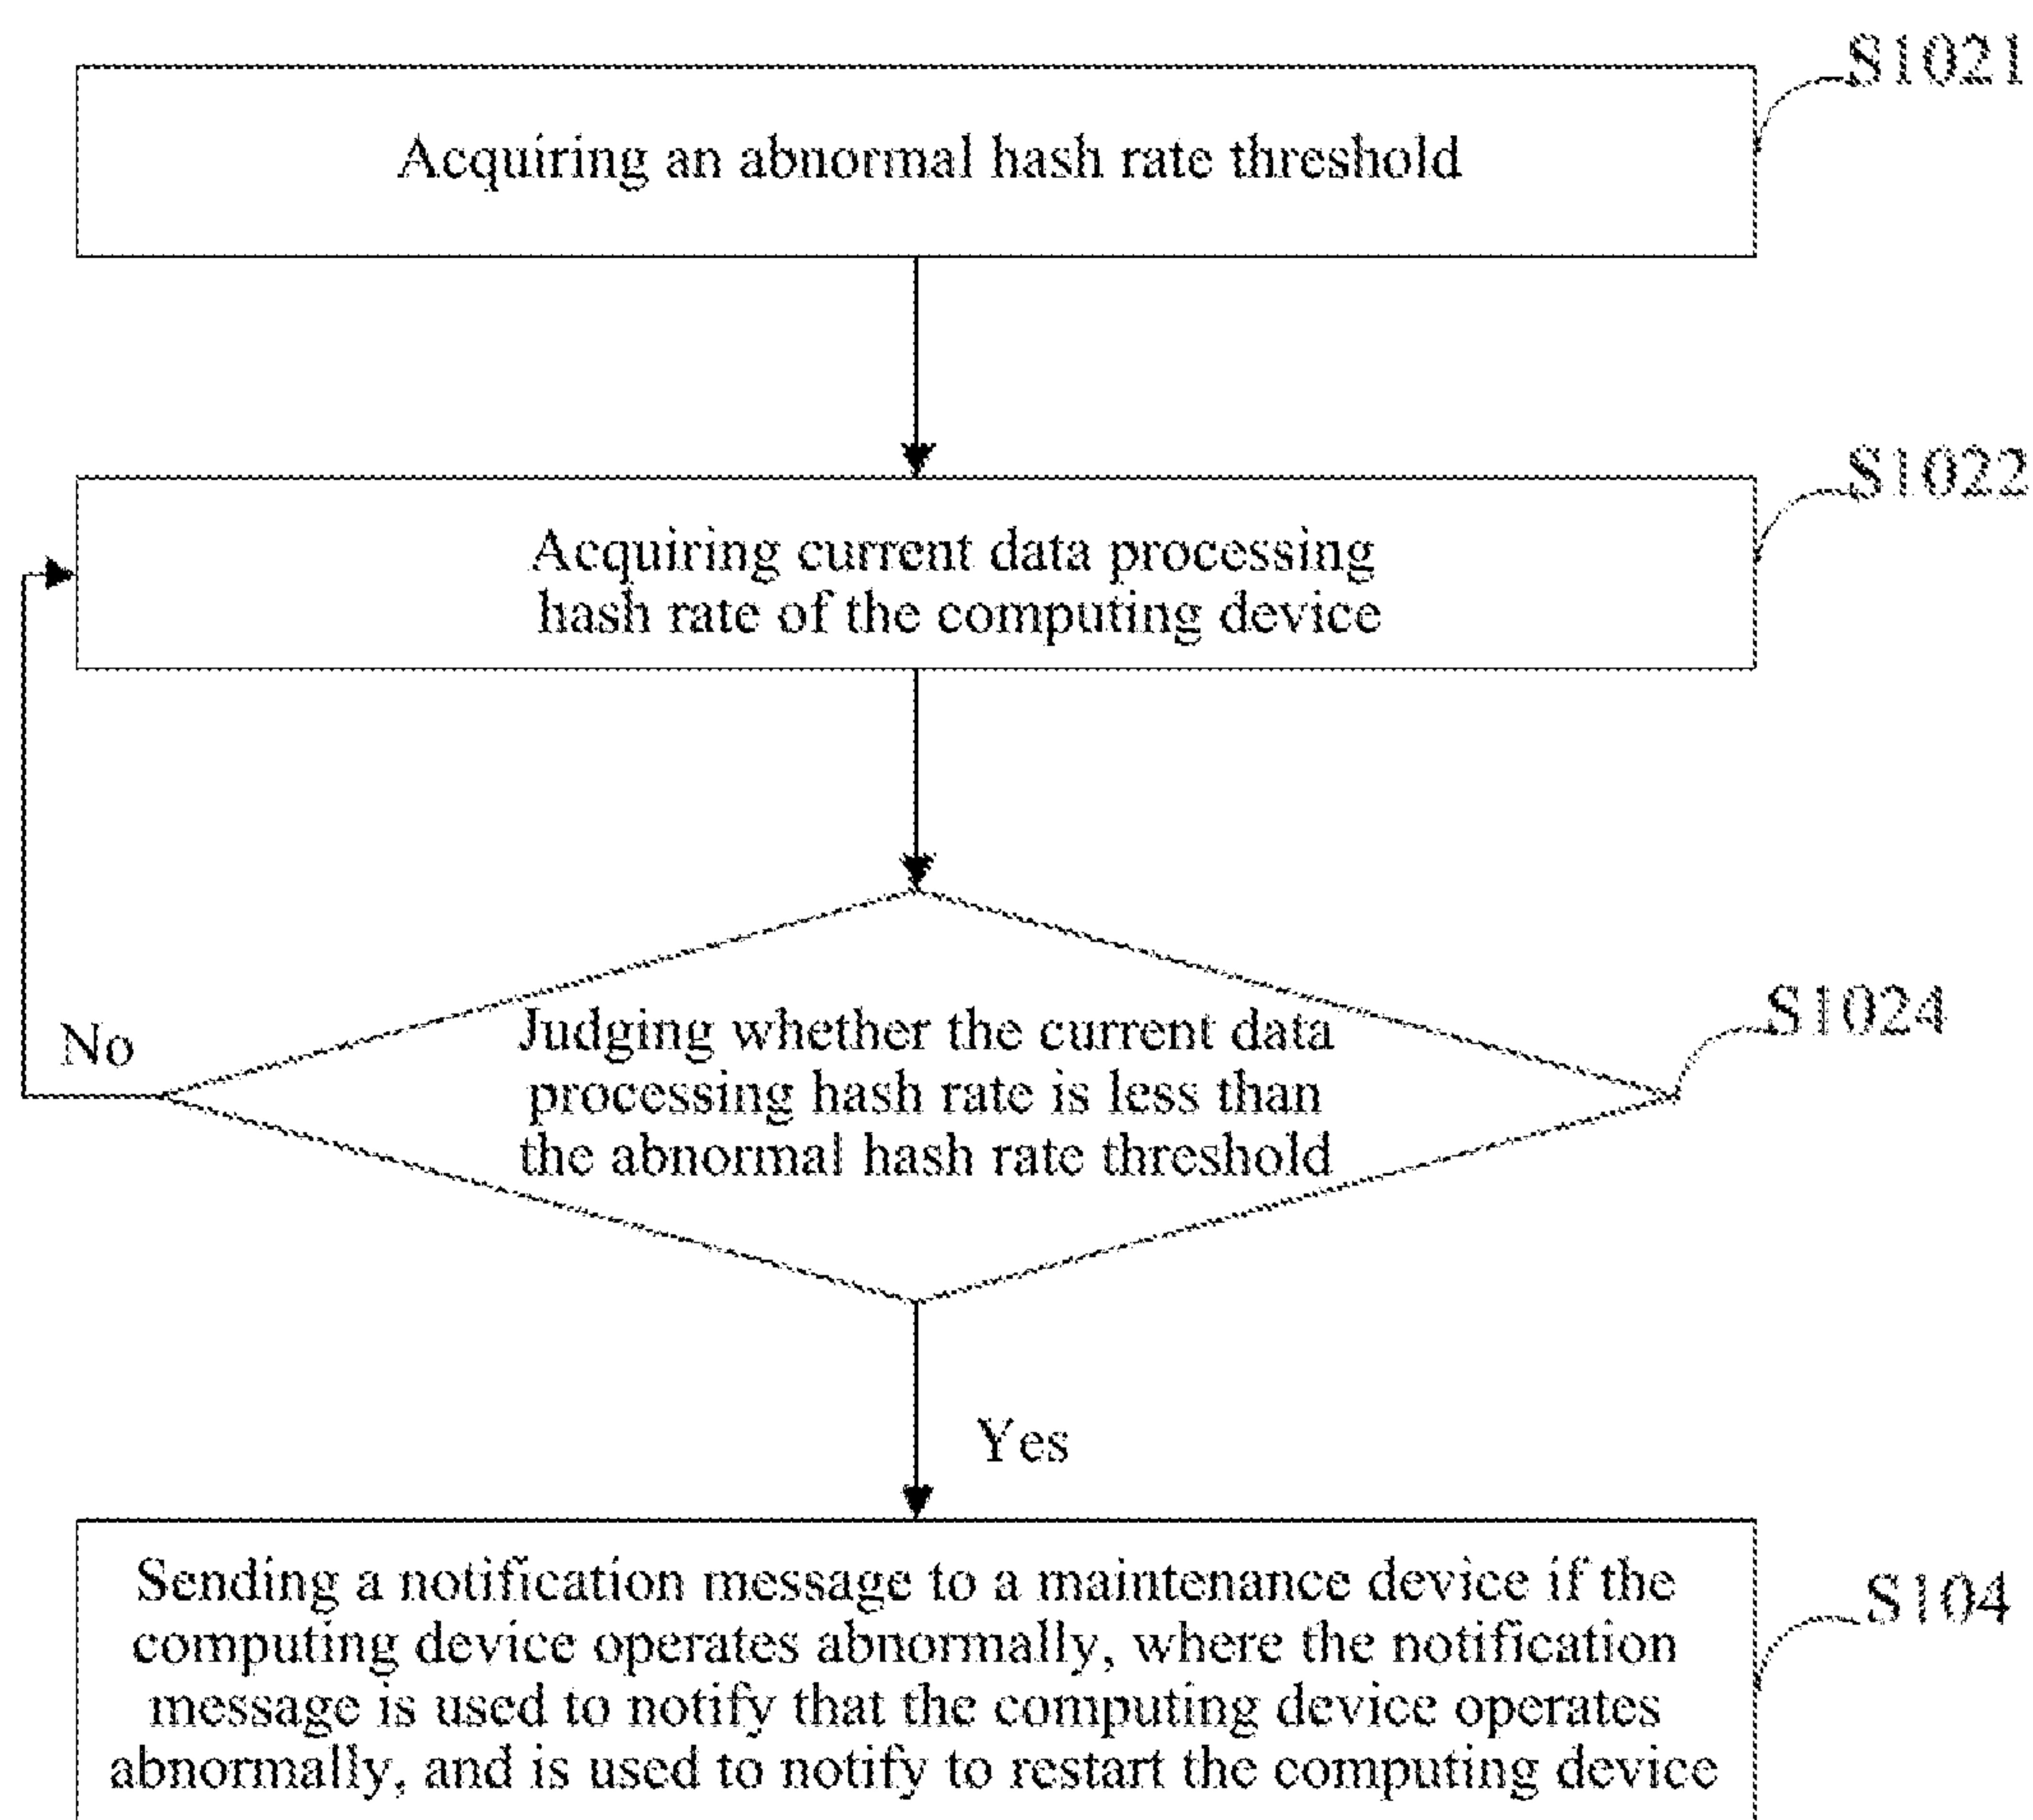 S1021
Acquiring an abnormal hash rate threshold
S1022
Acquiring current data processing
hash rate of the computing device
S1024
Judging whether the current data
processing hash rate is less than
the abnormal hash rate threshold
No
Yes
S104
Sending a notification message to a maintenance device if the
computing device operates abnormally, where the notification
message is used to notify that the computing device operates
abnormally, and is used to notify to restart the computing device